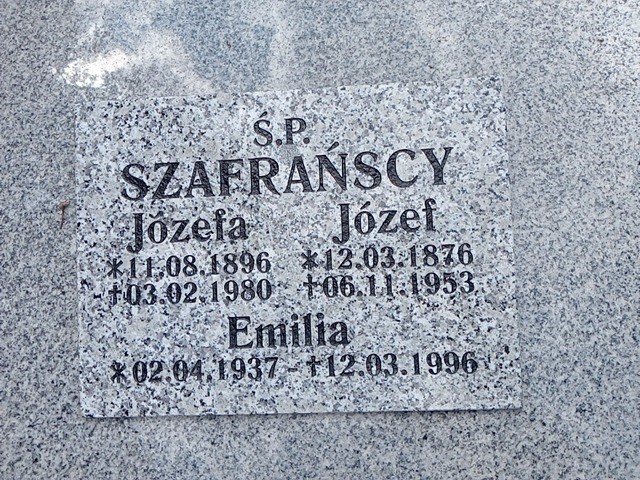 Ś.P.
SZAFRAŃSCY
Józefa Józef
*11.08.1896 *12.03.1876
†03.02.1980 †06.11.1953
Emilia
*02.04.1937 - †12.03.1996